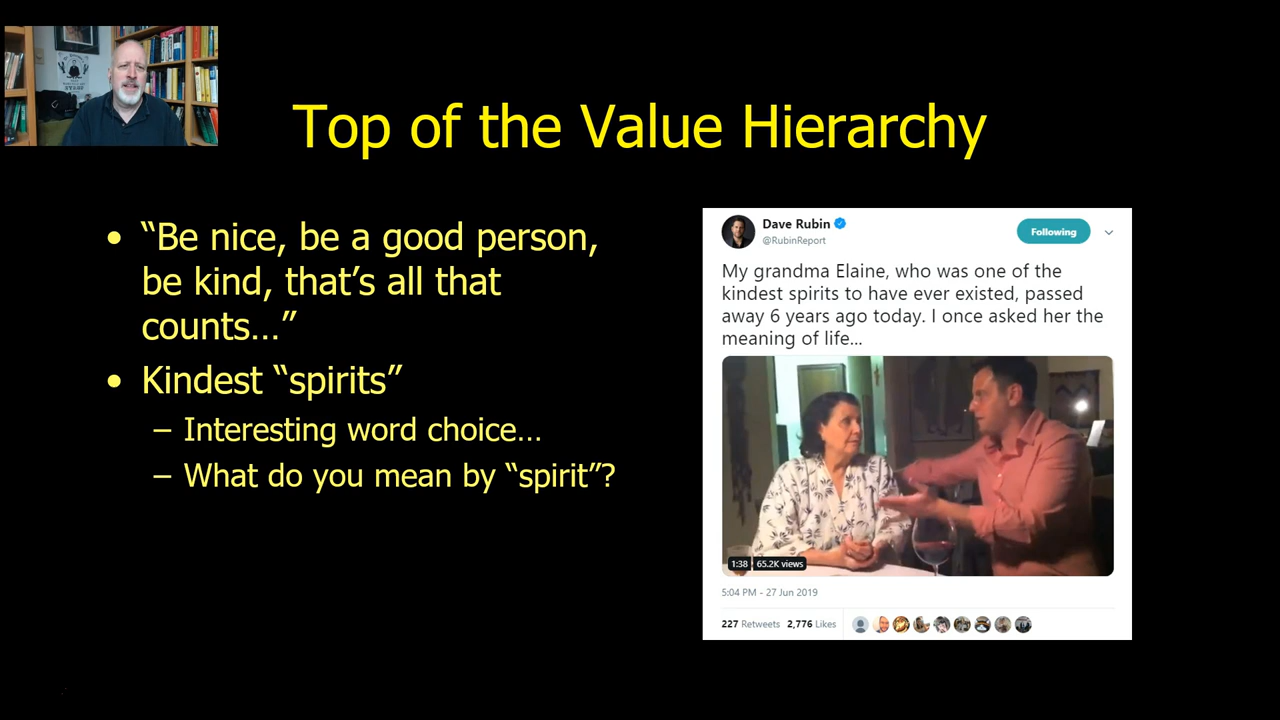 Top of the Value Hierarchy
• “Be nice, be a good person,
be kind, that’s all that
counts…”
• Kindest “spirits”
– Interesting word choice…
– What do you mean by “spirit”?
Dave Rubin
@RubinReport
Following
My grandma Elaine, who was one of the
kindest spirits to have ever existed, passed
away 6 years ago today. I once asked her the
meaning of life...
1:38 65.2K views
5:04 PM - 27 Jun 2019
227 Retweets 2,776 Likes